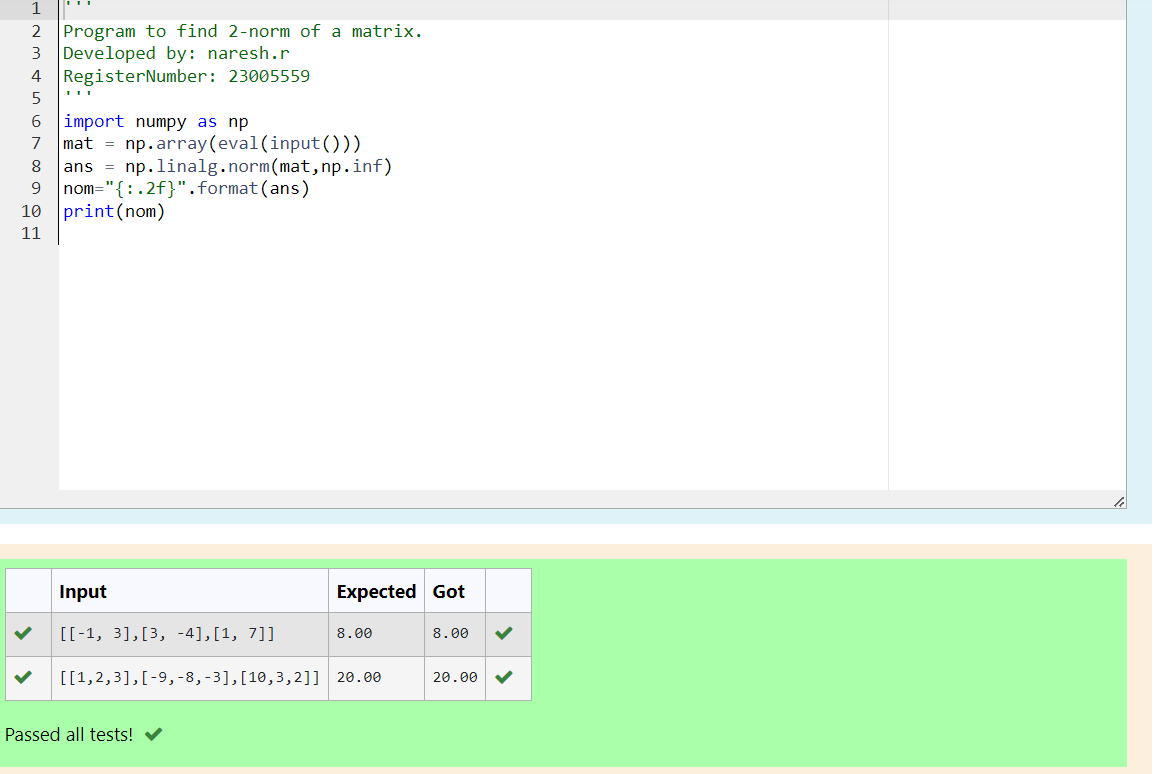 1 '''
2 Program to find 2-norm of a matrix.
3 Developed by: naresh.r
4 RegisterNumber: 23005559
5 '''
6 import numpy as np
7 mat = np.array(eval(input()))
8 ans = np.linalg.norm(mat,np.inf)
9 nom="{:.2f}".format(ans)
10 print(nom)
11
Input Expected Got
[[-1, 3],[3, -4],[1, 7]] 8.00 8.00
[[1,2,3],[-9,-8,-3],[10,3,2]] 20.00 20.00
Passed all tests!